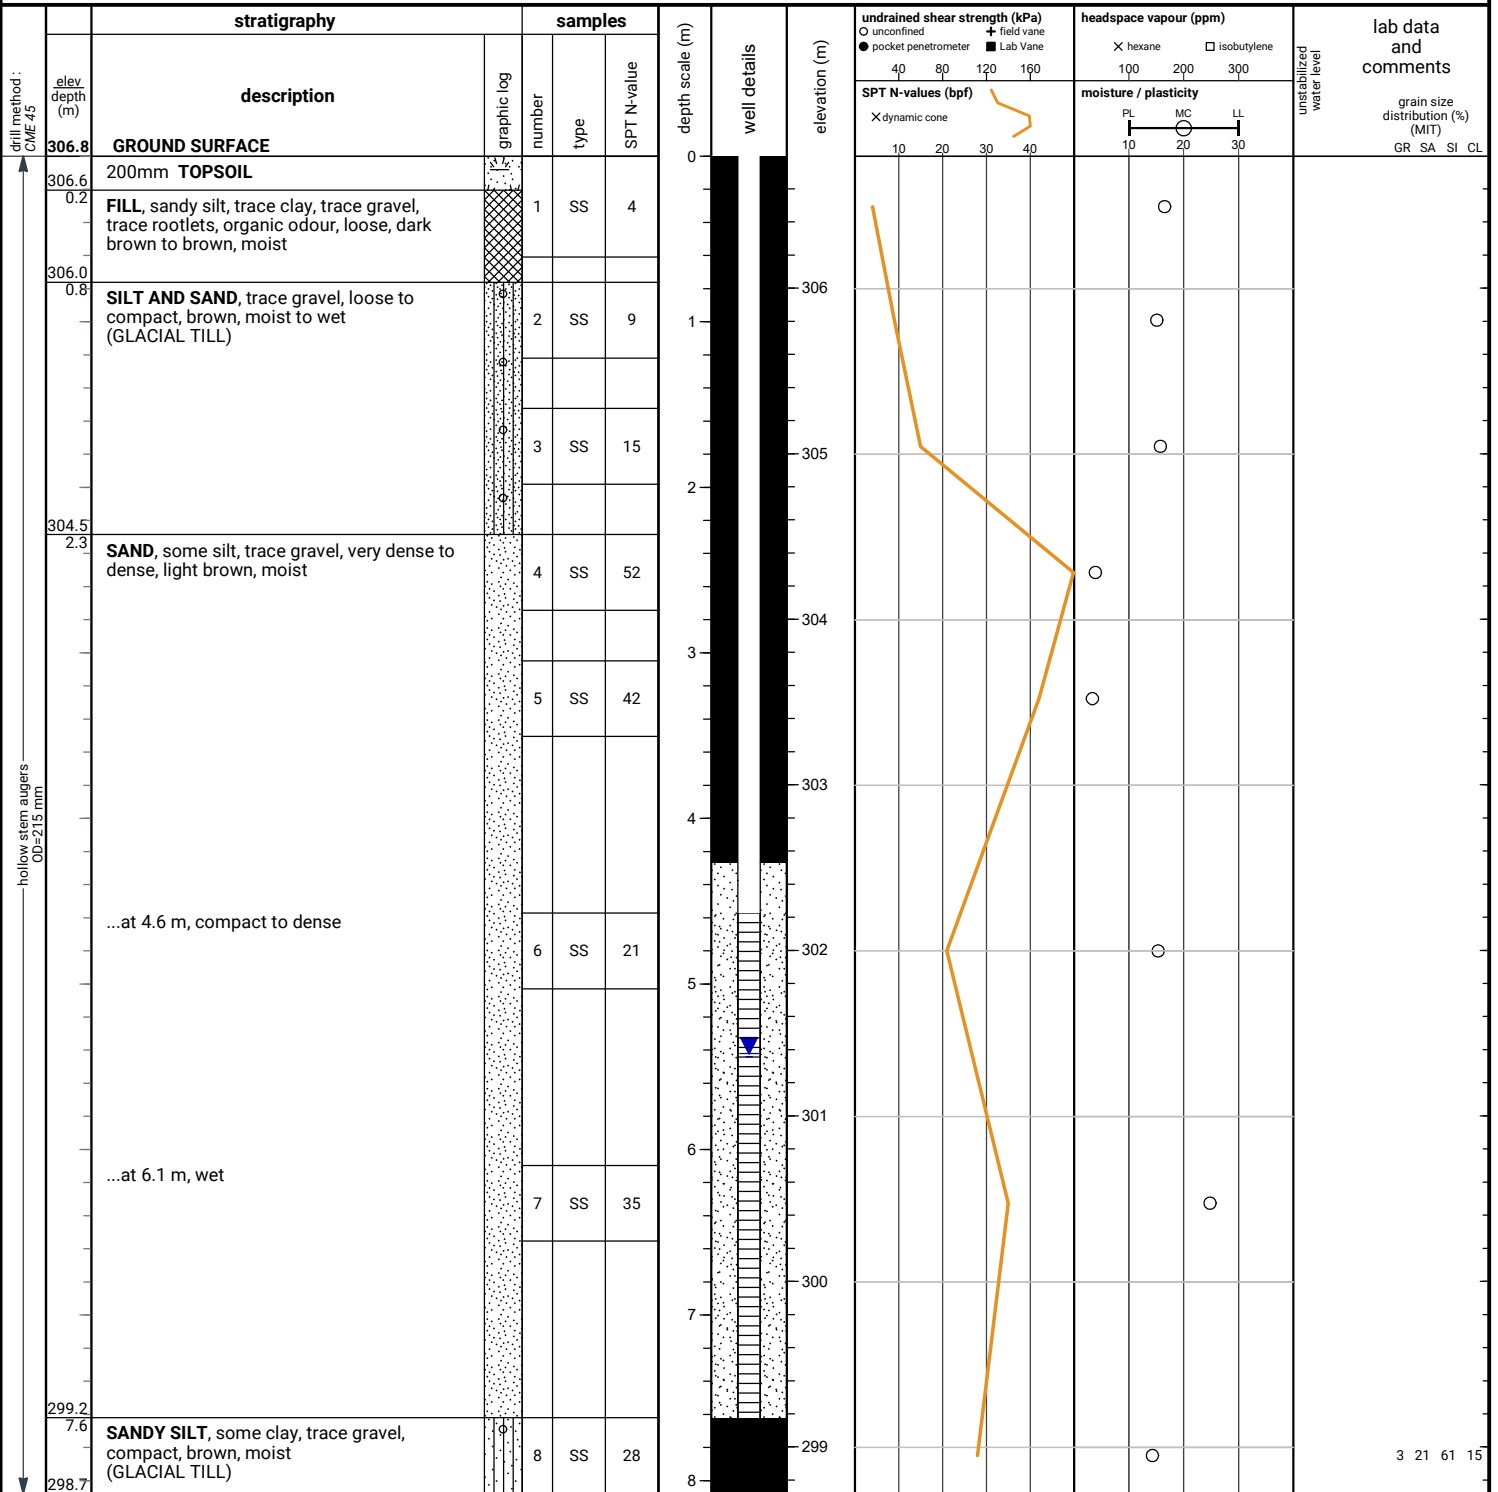 stratigraphy
samples
drill method :
CME 45
elev
depth
(m)
description
graphic log
number
type
SPT N-value
depth scale (m)
well details
elevation (m)
undrained shear strength (kPa)
unconfined
field vane
pocket penetrometer
Lab Vane
40 80 120 160
SPT N-values (bpf)
dynamic cone
10 20 30 40
headspace vapour (ppm)
hexane
isobutylene
100 200 300
moisture / plasticity
PL MC LL
10 20 30
unstabilized
water level
lab data
and
comments
grain size
distribution (%)
(MIT)
GR SA SI CL
306.8 GROUND SURFACE
200mm TOPSOIL
306.6
0.2
FILL, sandy silt, trace clay, trace gravel,
trace rootlets, organic odour, loose, dark
brown to brown, moist
1 SS 4
306.0
0.8
SILT AND SAND, trace gravel, loose to
compact, brown, moist to wet
(GLACIAL TILL)
2 SS 9
3 SS 15
304.5
2.3
SAND, some silt, trace gravel, very dense to
dense, light brown, moist
4 SS 52
5 SS 42
...at 4.6 m, compact to dense
6 SS 21
...at 6.1 m, wet
7 SS 35
299.2
7.6
SANDY SILT, some clay, trace gravel,
compact, brown, moist
(GLACIAL TILL)
8 SS 28
298.7
hollow stem augers
OD=215 mm
0
1
2
3
4
5
6
7
8
306
305
304
303
302
301
300
299
3 21 61 15